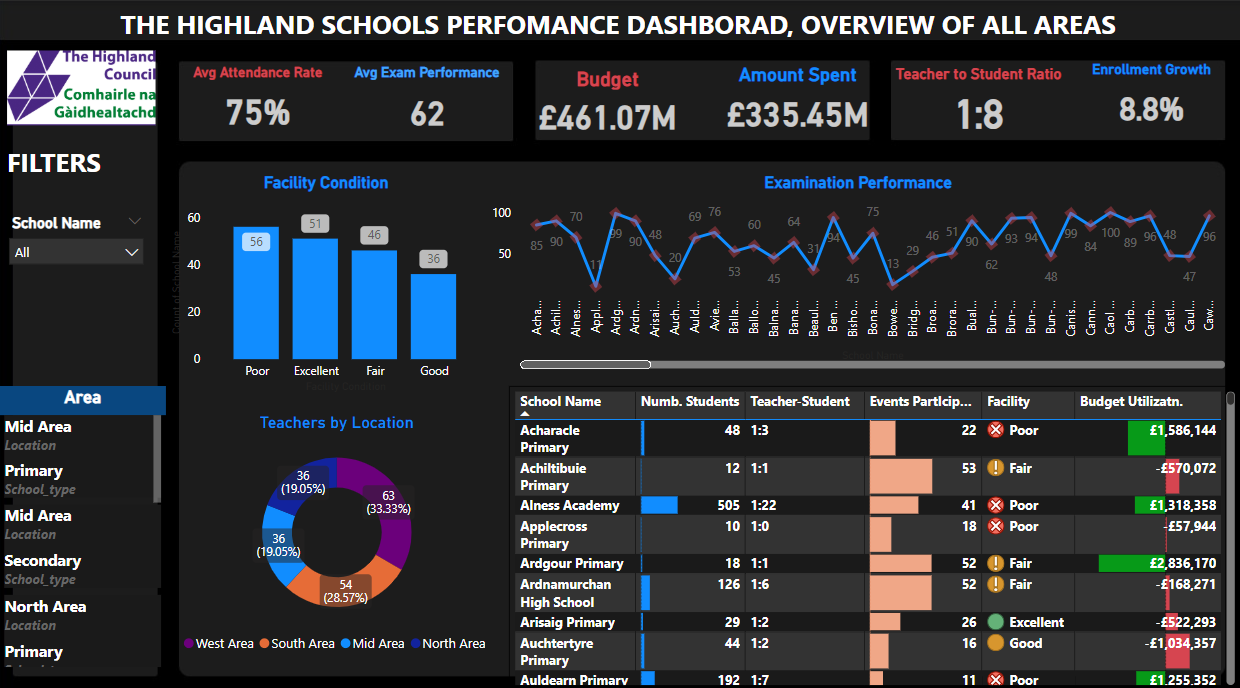 THE HIGHLAND SCHOOLS PERFOMANCE DASHBORAD, OVERVIEW OF ALL AREAS
The Highland
Council
Comhairle na
Gàidhealtachd
Avg Attendance Rate
75%
Avg Exam Performance
62
Budget
£461.07M
Amount Spent
£335.45M
Teacher to Student Ratio
1:8
Enrollment Growth
8.8%
FILTERS
School Name
All
Area
Mid Area
Location
Primary
School_type
Mid Area
Location
Secondary
School_type
North Area
Location
Primary
Facility Condition
60
40
20
0
56
51
46
36
Poor Excellent Fair Good
Examination Performance
100
50
85 90 70 11 99 90 48 20 69 76 53 60 45 64 31 94 45 75 13 29 46 51 90 62 93 94 48 99 84 100 89 96 48 47 96
Acha... Achil... Alnes... Appl... Ardg... Ardn... Arisai... Auch... Auld... Avie... Balla... Ballo... Balna... Bana... Beaul... Ben ... Bisho... Bona... Bowe... Bridg... Broa... Brora... Bual... Bun-... Bun-... Bun-... Bun-... Canis... Cann... Caol ... Carb... Carrb... Castl... Caul... Caw...
Teachers by Location
36
(19.05%)
63
(33.33%)
36
(19.05%)
54
(28.57%)
West Area South Area Mid Area North Area
School Name Numb. Students Teacher-Student Events Particip... Facility Budget Utilizatn.
Acharacle Primary 48 1:3 22 Poor £1,586,144
Achiltibuie Primary 12 1:1 53 Fair -£570,072
Alness Academy 505 1:22 41 Poor £1,318,358
Applecross Primary 10 1:0 18 Poor -£57,944
Ardgour Primary 18 1:1 52 Fair £2,836,170
Ardnamurchan High School 126 1:6 52 Fair -£168,271
Arisaig Primary 29 1:2 26 Excellent -£522,293
Auchtertyre Primary 44 1:2 16 Good -£1,034,357
Auldearn Primary 192 1:7 11 Poor £1,255,352